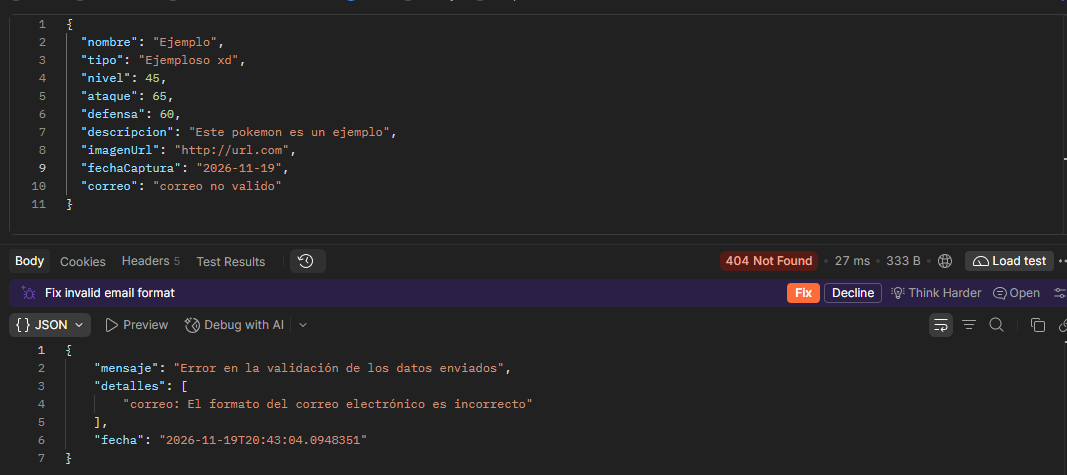 1 {
2 "nombre": "Ejemplo",
3 "tipo": "Ejemploso xd",
4 "nivel": 45,
5 "ataque": 65,
6 "defensa": 60,
7 "descripcion": "Este pokemon es un ejemplo",
8 "imagenUrl": "http://url.com",
9 "fechaCaptura": "2026-11-19",
10 "correo": "correo no valido"
11 }
Body Cookies Headers 5 Test Results 404 Not Found • 27 ms • 333 B • Load test
Fix invalid email format Fix Decline Think Harder Open
{} JSON Preview Debug with AI
1 {
2 "mensaje": "Error en la validación de los datos enviados",
3 "detalles": [
4 "correo: El formato del correo electrónico es incorrecto"
5 ],
6 "fecha": "2026-11-19T20:43:04.0948351"
7 }